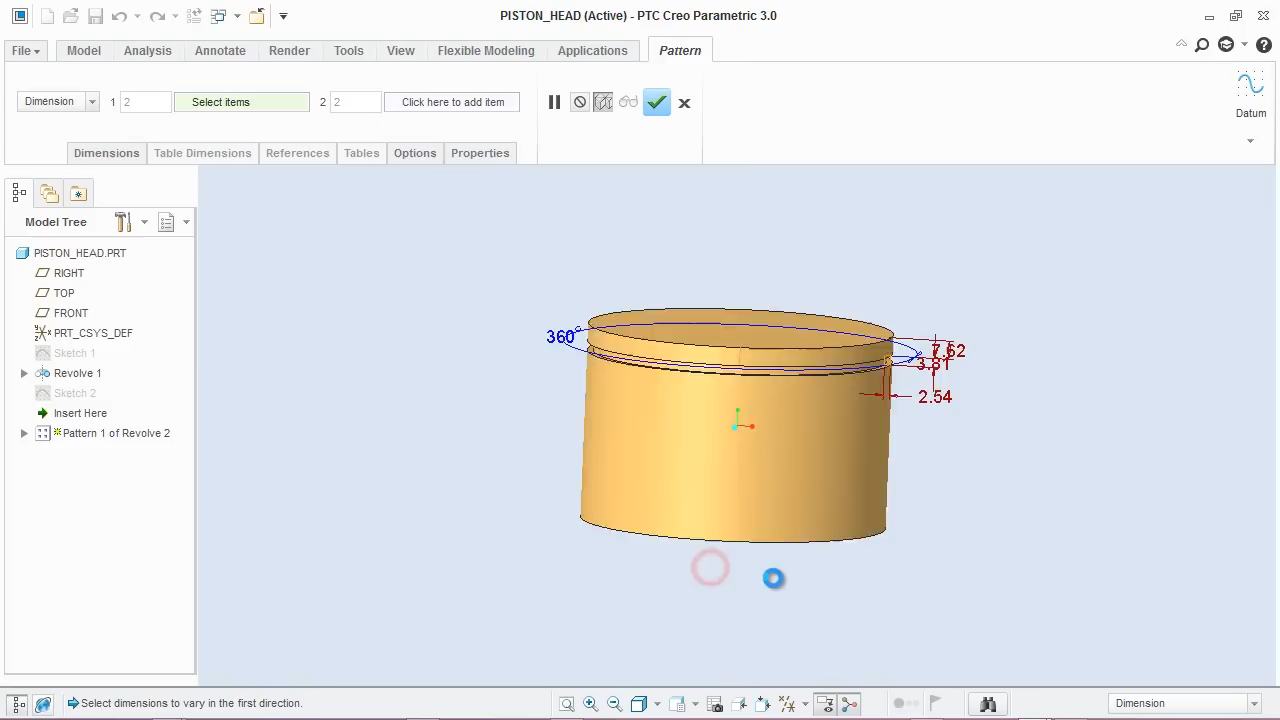 PISTON_HEAD (Active) - PTC Creo Parametric 3.0
File Model Analysis Annotate Render Tools View Flexible Modeling Applications Pattern
Dimension 1 2 Select items 2 2 Click here to add item
Datum
Dimensions Table Dimensions References Tables Options Properties
Model Tree
PISTON_HEAD.PRT
RIGHT
TOP
FRONT
PRT_CSYS_DEF
Sketch 1
Revolve 1
Sketch 2
Insert Here
Pattern 1 of Revolve 2
360°
7.62
3.81
2.54
Select dimensions to vary in the first direction.
Dimension